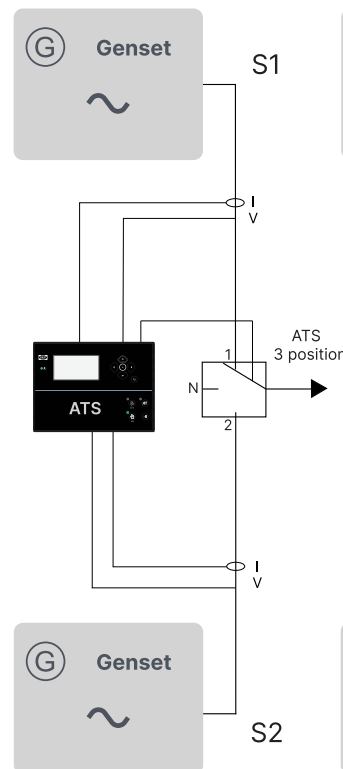 G Genset
S1
I
V
ATS
3 position
1
N
2
ATS
I
V
G Genset
S2